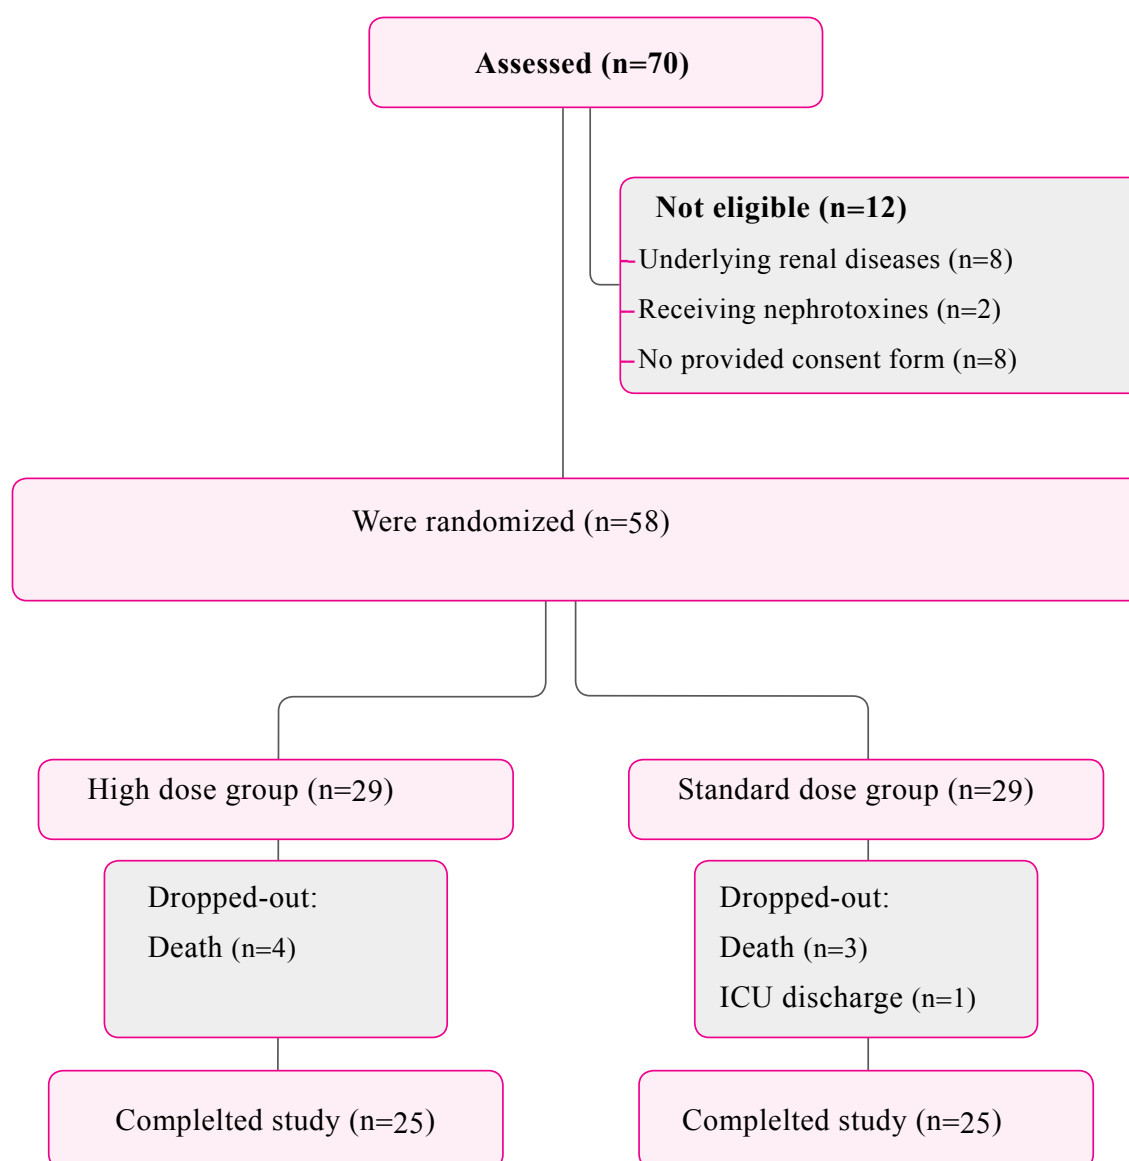 Assessed (n=70)
Not eligible (n=12)
Underlying renal diseases (n=8)
Receiving nephrotoxines (n=2)
No provided consent form (n=8)
Were randomized (n=58)
High dose group (n=29)
Standard dose group (n=29)
Dropped-out:
Death (n=4)
Dropped-out:
Death (n=3)
ICU discharge (n=1)
Complelted study (n=25)
Complelted study (n=25)